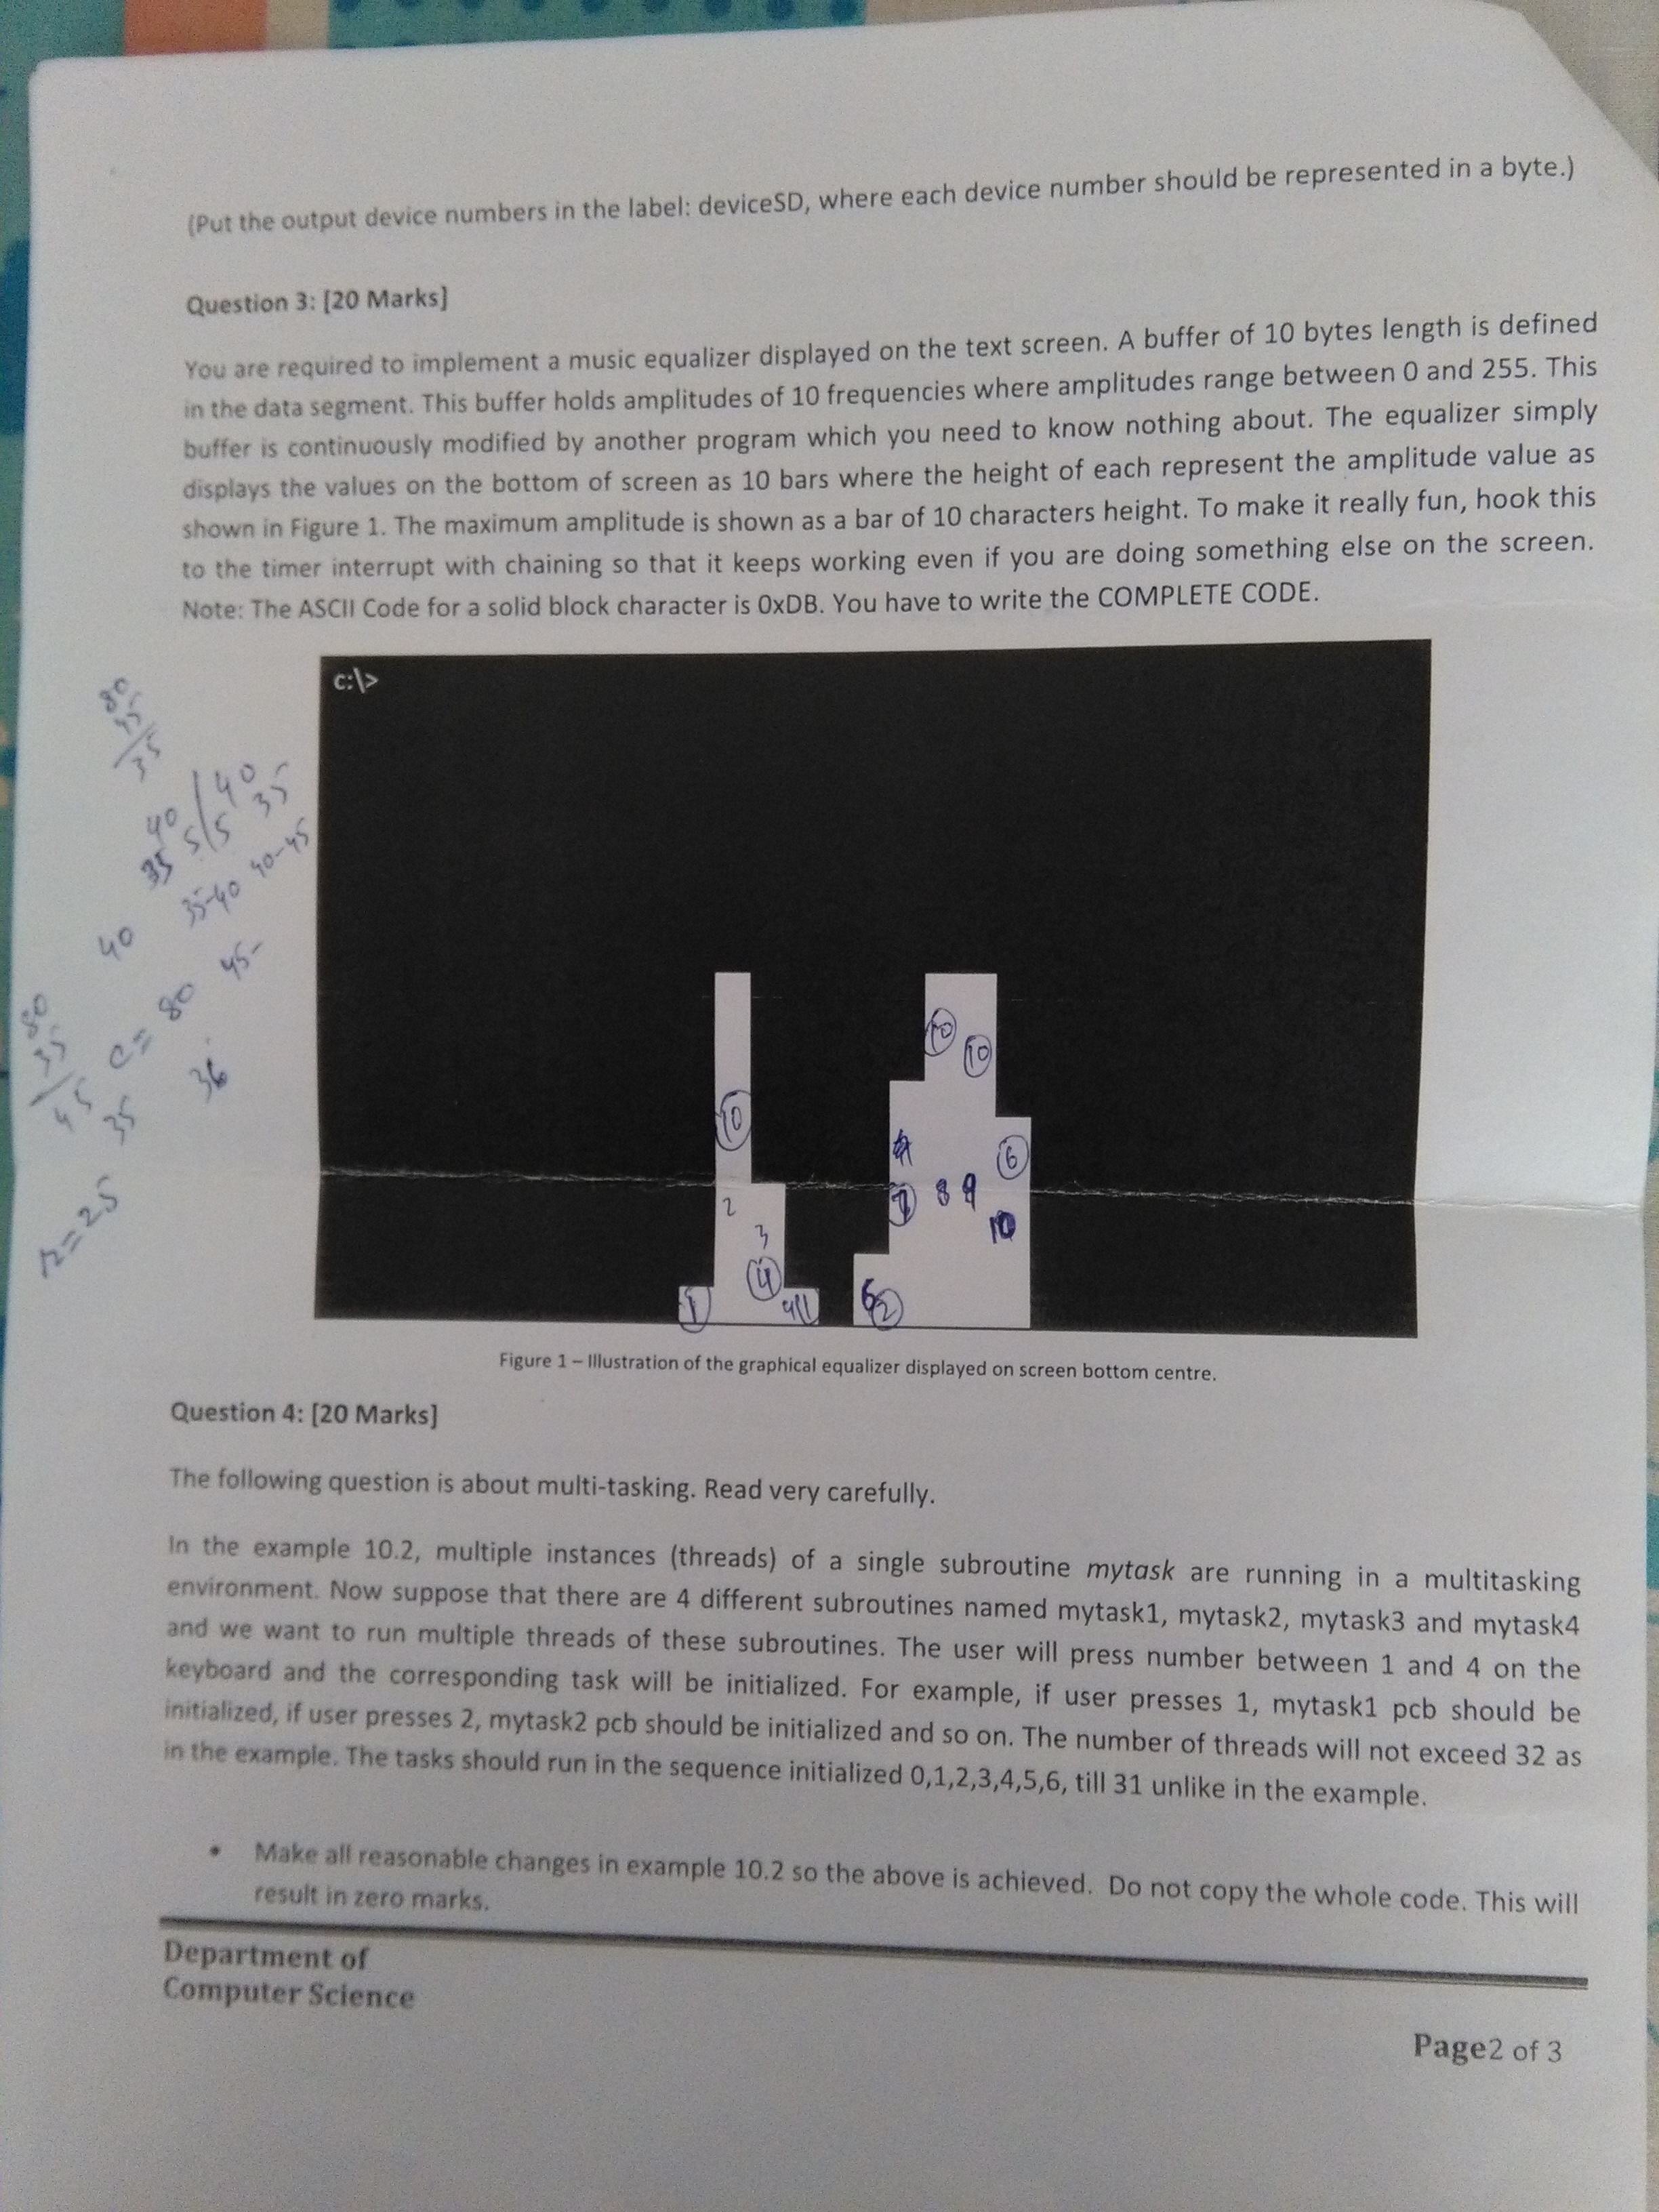 (Put the output device numbers in the label: deviceSD, where each device number should be represented in a byte.)
Question 3: [20 Marks]
You are required to implement a music equalizer displayed on the text screen. A buffer of 10 bytes length is defined
in the data segment. This buffer holds amplitudes of 10 frequencies where amplitudes range between 0 and 255. This
buffer is continuously modified by another program which you need to know nothing about. The equalizer simply
displays the values on the bottom of screen as 10 bars where the height of each represent the amplitude value as
shown in Figure 1. The maximum amplitude is shown as a bar of 10 characters height. To make it really fun, hook this
to the timer interrupt with chaining so that it keeps working even if you are doing something else on the screen.
Note: The ASCII Code for a solid block character is 0xDB. You have to write the COMPLETE CODE.
c:\>
80
45
35
40 / 40
35 5/5 35
35-40 40-45
40
45-
80
35
45
c= 80
35
36
r=25
10
10
10
6
7
8 9
10
2
3
4
1
6
2
Figure 1 – Illustration of the graphical equalizer displayed on screen bottom centre.
Question 4: [20 Marks]
The following question is about multi-tasking. Read very carefully.
In the example 10.2, multiple instances (threads) of a single subroutine mytask are running in a multitasking
environment. Now suppose that there are 4 different subroutines named mytask1, mytask2, mytask3 and mytask4
and we want to run multiple threads of these subroutines. The user will press number between 1 and 4 on the
keyboard and the corresponding task will be initialized. For example, if user presses 1, mytask1 pcb should be
initialized, if user presses 2, mytask2 pcb should be initialized and so on. The number of threads will not exceed 32 as
in the example. The tasks should run in the sequence initialized 0,1,2,3,4,5,6, till 31 unlike in the example.
• Make all reasonable changes in example 10.2 so the above is achieved. Do not copy the whole code. This will
result in zero marks.
Department of
Computer Science
Page2 of 3